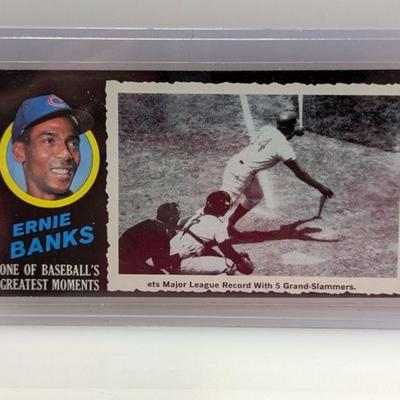 ERNIE
BANKS
ONE OF BASEBALL'S
GREATEST MOMENTS
ets Major League Record With 5 Grand-Slammers.